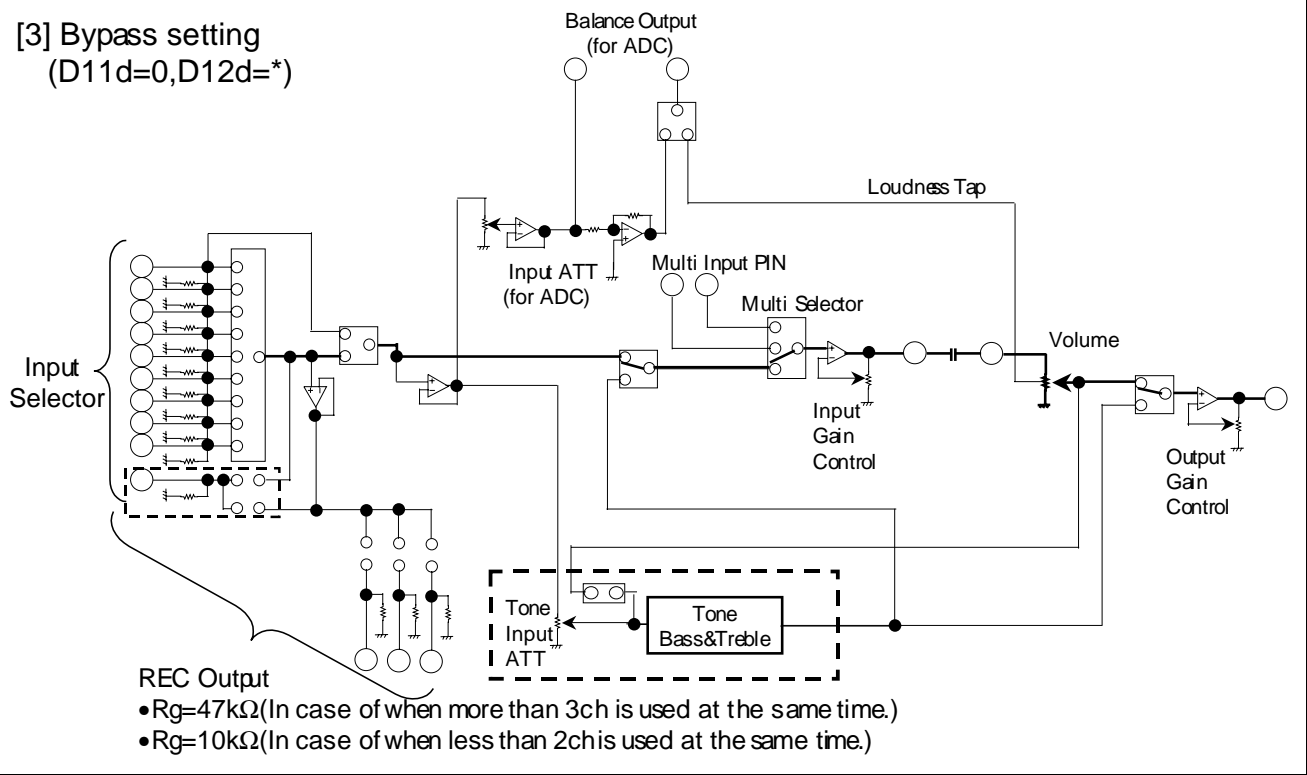 [3] Bypass setting
(D11d=0,D12d=*)
Balance Output
(for ADC)
Loudness Tap
Input ATT
(for ADC)
Multi Input PIN
Multi Selector
Volume
Input
Selector
Input
Gain
Control
Output
Gain
Control
Tone
Input
ATT
Tone
Bass&Treble
REC Output
•Rg=47kΩ(In case of when more than 3ch is used at the same time.)
•Rg=10kΩ(In case of when less than 2ch is used at the same time.)